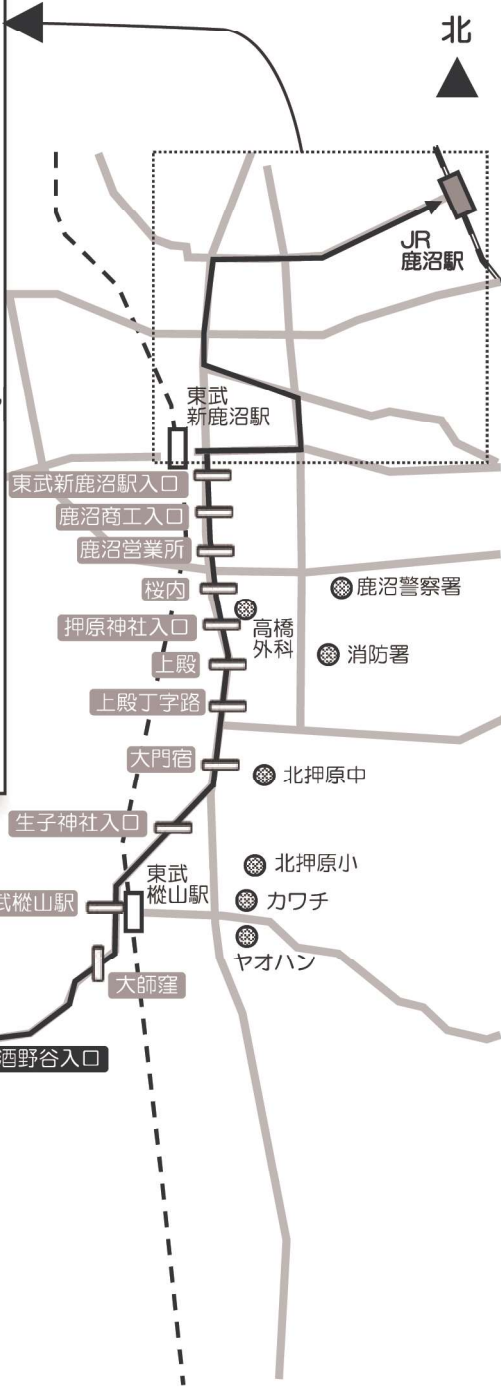 北
JR
鹿沼駅
東武
新鹿沼駅
東武新鹿沼駅入口
鹿沼商工入口
鹿沼営業所
桜内
鹿沼警察署
押原神社入口
高橋
外科
消防署
上殿
上殿丁字路
大門宿
北押原中
生子神社入口
北押原小
東武
樅山駅
武樅山駅
カワチ
ヤオハン
大師窪
酒野谷入口